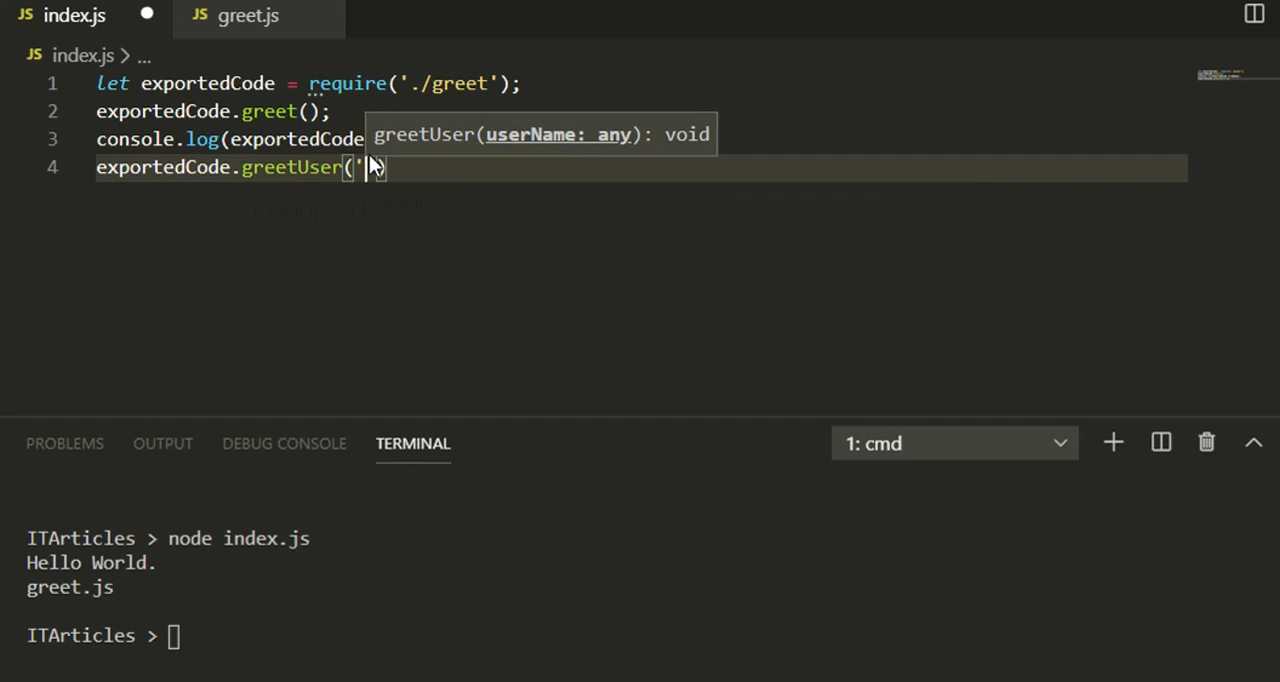 JS index.js JS greet.js
JS index.js > ...
1 let exportedCode = require('./greet');
2 exportedCode.greet();
3 console.log(exportedCode
greetUser(userName: any): void
4 exportedCode.greetUser(' )
PROBLEMS OUTPUT DEBUG CONSOLE TERMINAL 1: cmd
ITArticles > node index.js
Hello World.
greet.js
ITArticles >